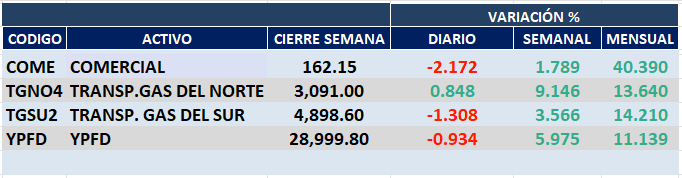 VARIACIÓN %
CODIGO ACTIVO CIERRE SEMANA DIARIO SEMANAL MENSUAL
COME COMERCIAL 162.15 -2.172 1.789 40.390
TGNO4 TRANSP.GAS DEL NORTE 3,091.00 0.848 9.146 13.640
TGSU2 TRANSP. GAS DEL SUR 4,898.60 -1.308 3.566 14.210
YPFD YPFD 28,999.80 -0.934 5.975 11.139